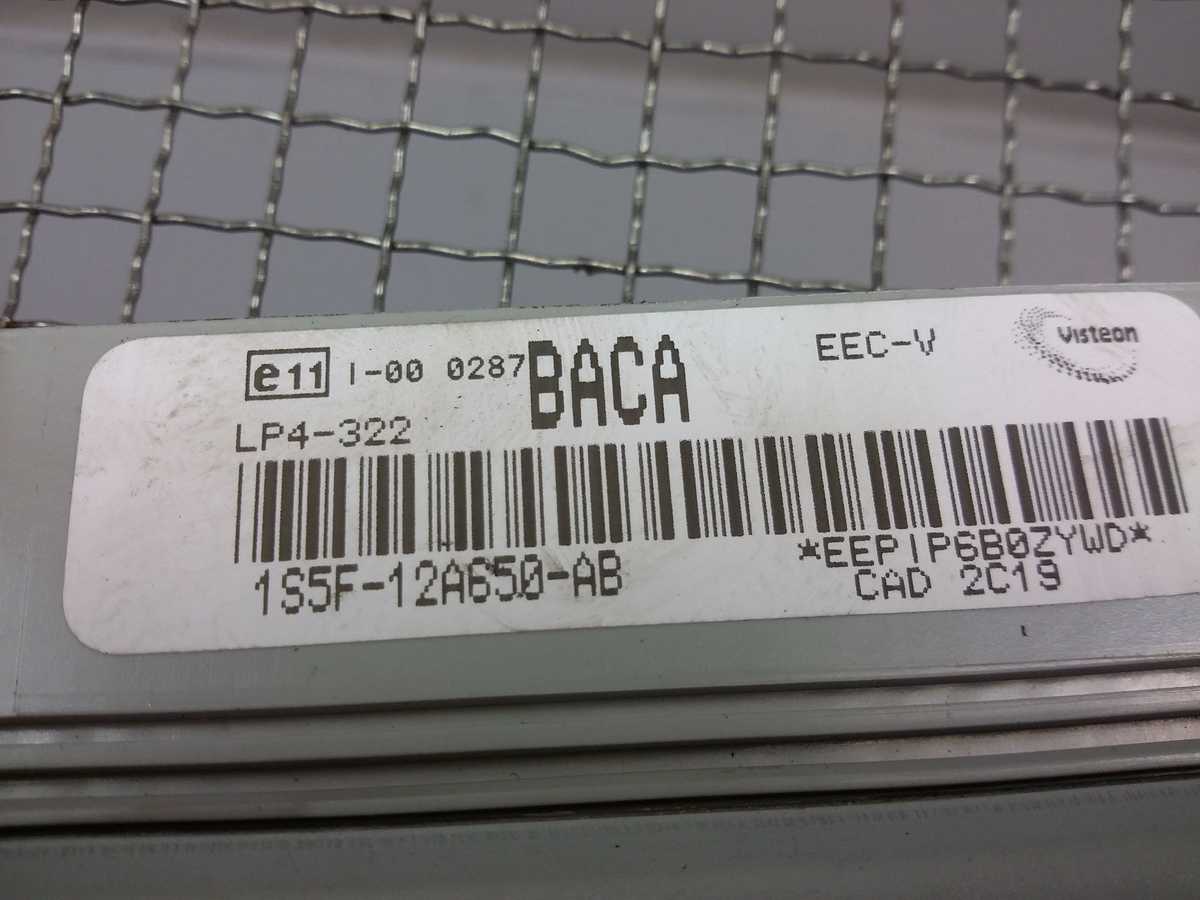 e11 I-00 0287 BACA EEC-V Visteon
LP4-322
1S5F-12A650-AB
*EEPIP6B0ZYWD*
CAD 2C19